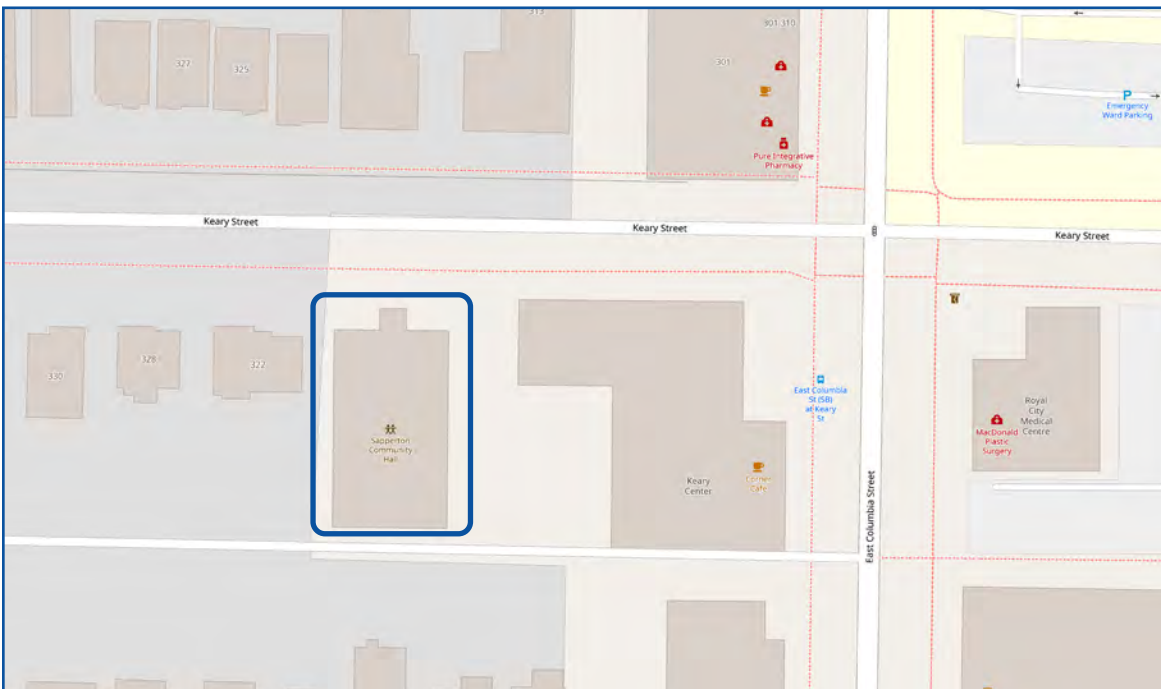 313
801-310
327
325
301
P
Emergency
Ward Parking
Pure Integrative
Pharmacy
Keary Street
Keary Street
Keary Street
330
328
322
East Columbia
St (SB)
at Keary
St
Sapperton
Community
Hall
Royal
City
Medical
Centre
MacDonald
Plastic
Surgery
Corner
Cafe
Keary
Center
East Columbia Street